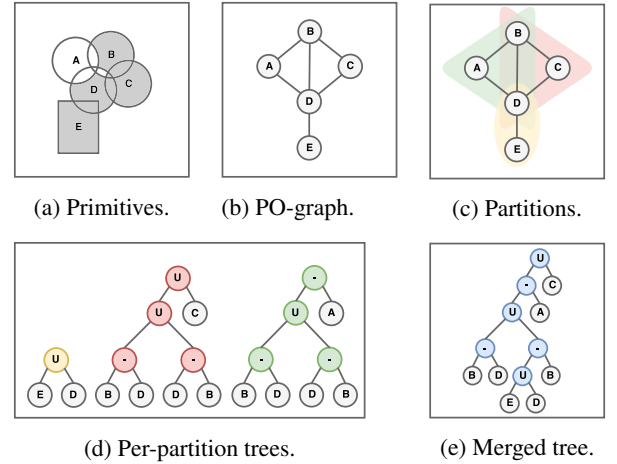 A B C D E
(a) Primitives.
B
A C
D
E
(b) PO-graph.
B
A C
D
E
(c) Partitions.
U -
U C U A
U - - - -
E D B D D B B D D B
(d) Per-partition trees.
U
- C
U A
- -
B D U B
E D
(e) Merged tree.